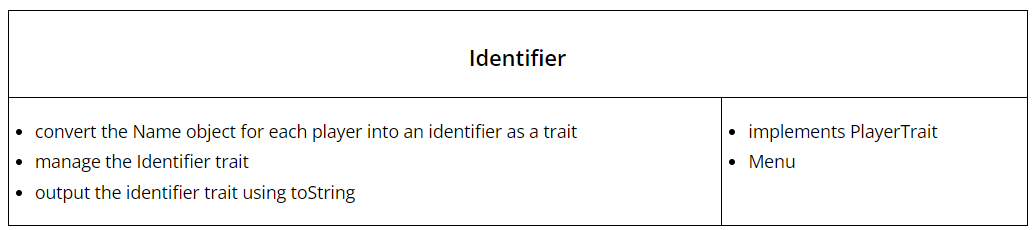 Identifier
• convert the Name object for each player into an identifier as a trait
• manage the Identifier trait
• output the identifier trait using toString
• implements PlayerTrait
• Menu